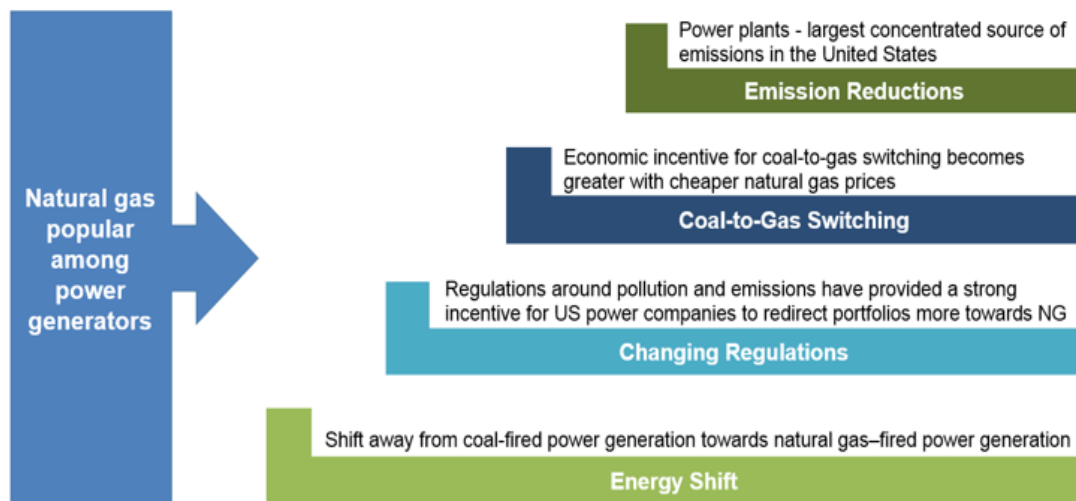 Natural gas
popular
among
power
generators
Power plants - largest concentrated source of
emissions in the United States
Emission Reductions
Economic incentive for coal-to-gas switching becomes
greater with cheaper natural gas prices
Coal-to-Gas Switching
Regulations around pollution and emissions have provided a strong
incentive for US power companies to redirect portfolios more towards NG
Changing Regulations
Shift away from coal-fired power generation towards natural gas–fired power generation
Energy Shift